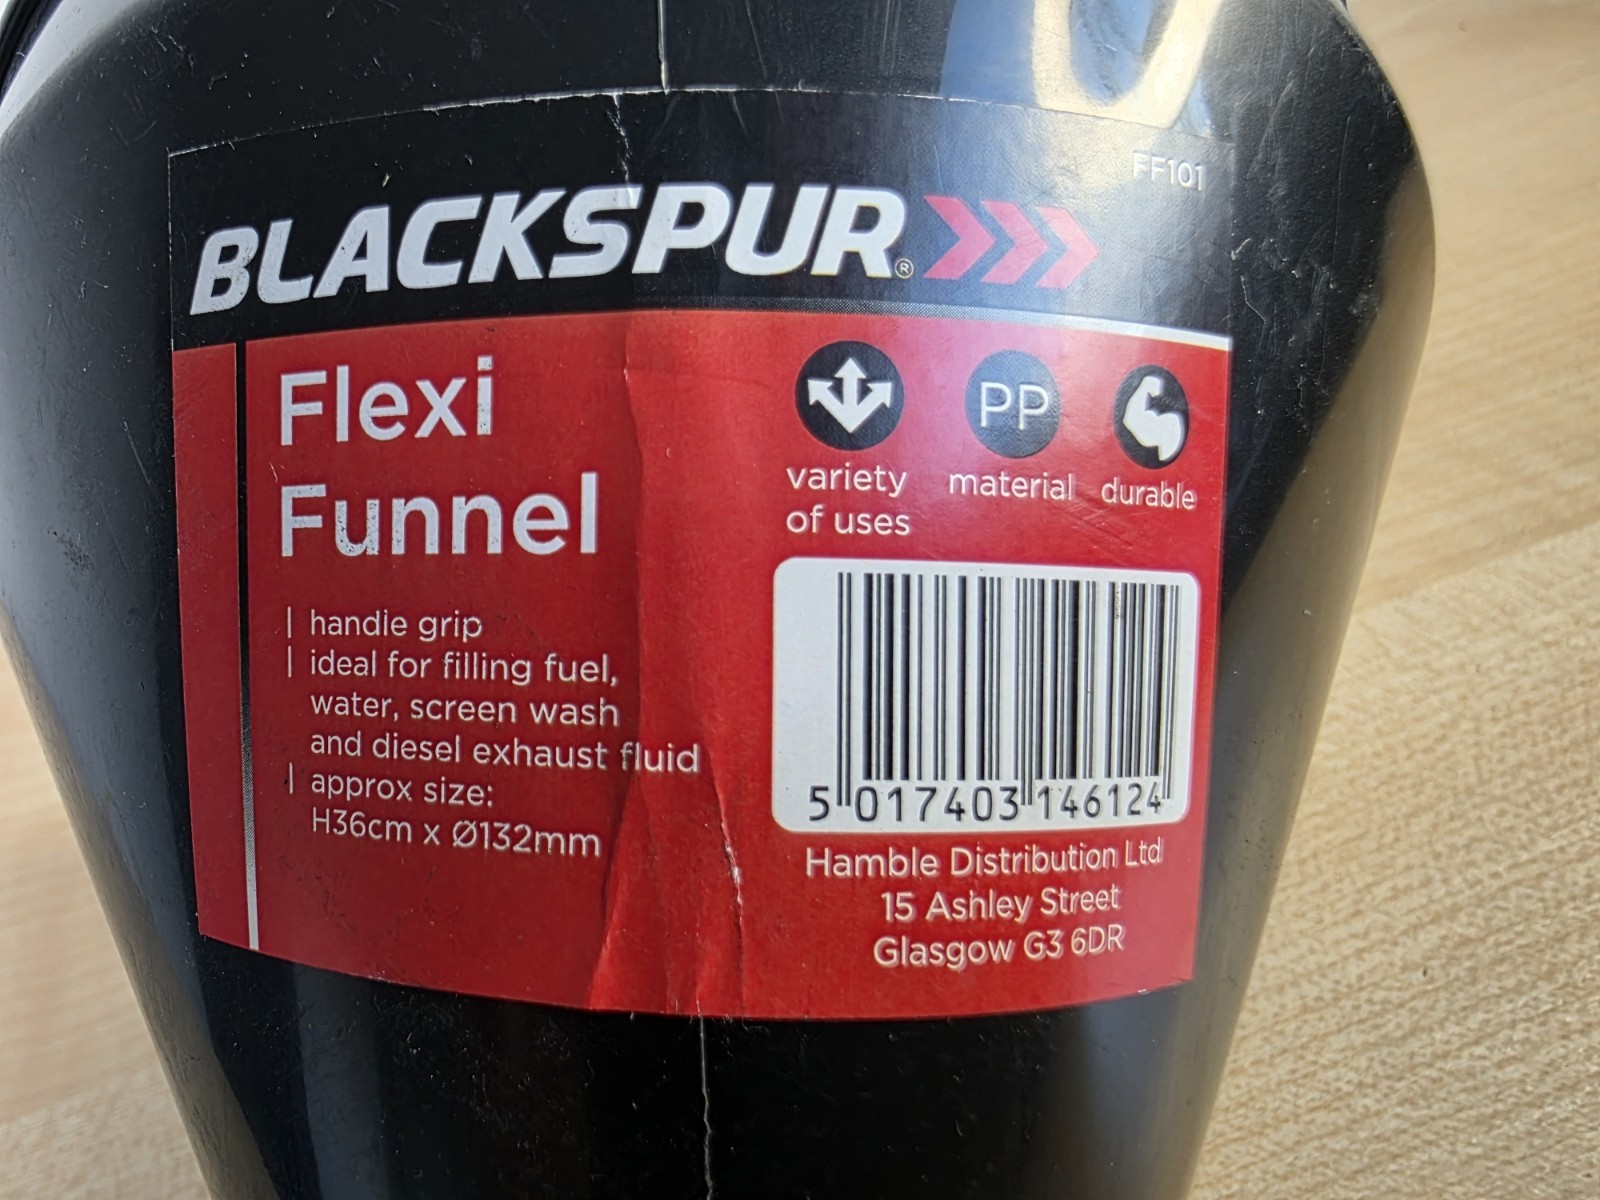 FF101
BLACKSPUR®
Flexi
Funnel
variety
of uses
PP
material
durable
| handle grip
| ideal for filling fuel,
water, screen wash
and diesel exhaust fluid
| approx size:
H36cm x Ø132mm
5 017403 146124
Hamble Distribution Ltd
15 Ashley Street
Glasgow G3 6DR